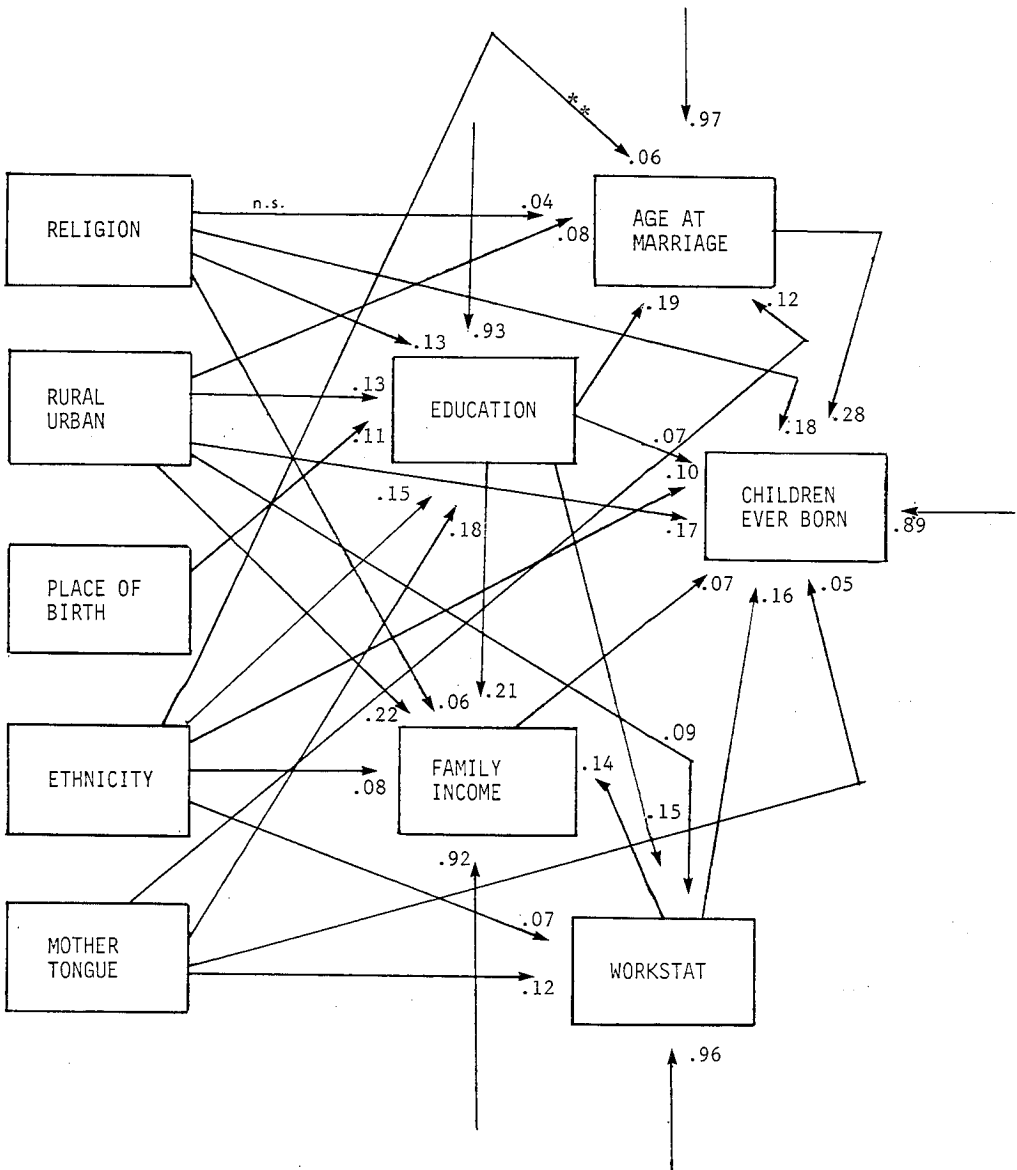 **
.97
.06
RELIGION
n.s.
.04
.08
AGE AT
MARRIAGE
.19
.12
.13
.93
RURAL
URBAN
.13
.11
EDUCATION
.07
.10
.18
.28
.15
.18
.17
CHILDREN
EVER BORN
.89
PLACE OF
BIRTH
.07
.16
.05
.22
.06
.21
.09
ETHNICITY
.08
FAMILY
INCOME
.14
.15
.92
MOTHER
TONGUE
.07
.12
WORKSTAT
.96